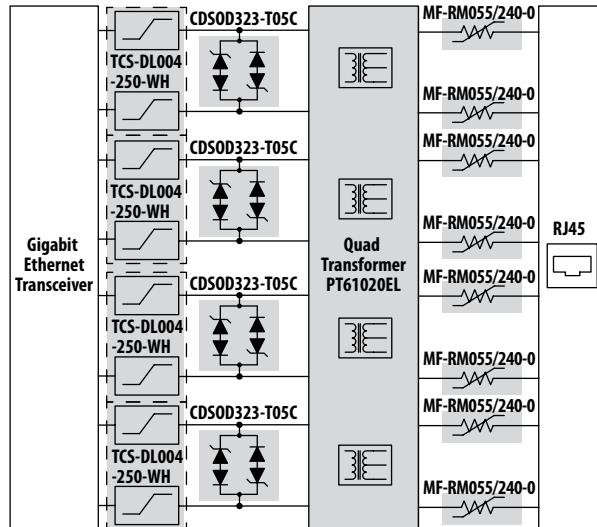 CDSOD323-T05C
MF-RM055/240-0
TCS-DL004
-250-WH
MF-RM055/240-0
CDSOD323-T05C
MF-RM055/240-0
TCS-DL004
-250-WH
MF-RM055/240-0
Gigabit
Ethernet
Transceiver
Quad
Transformer
PT61020EL
RJ45
CDSOD323-T05C
MF-RM055/240-0
TCS-DL004
-250-WH
MF-RM055/240-0
CDSOD323-T05C
MF-RM055/240-0
TCS-DL004
-250-WH
MF-RM055/240-0